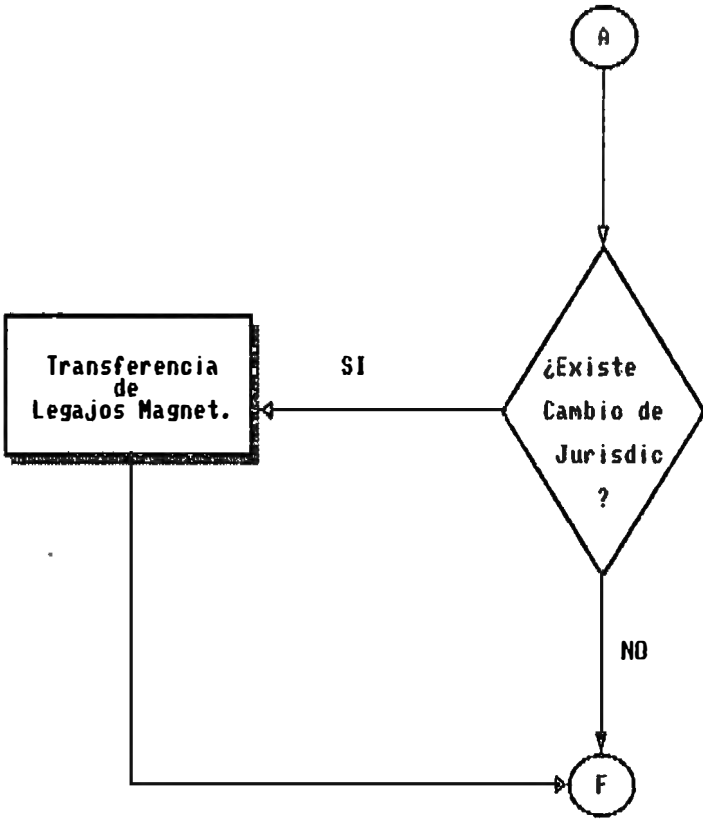 A
¿Existe
Cambio de
Jurisdic
?
SI
Transferencia
de
Legajos Magnet.
NO
F